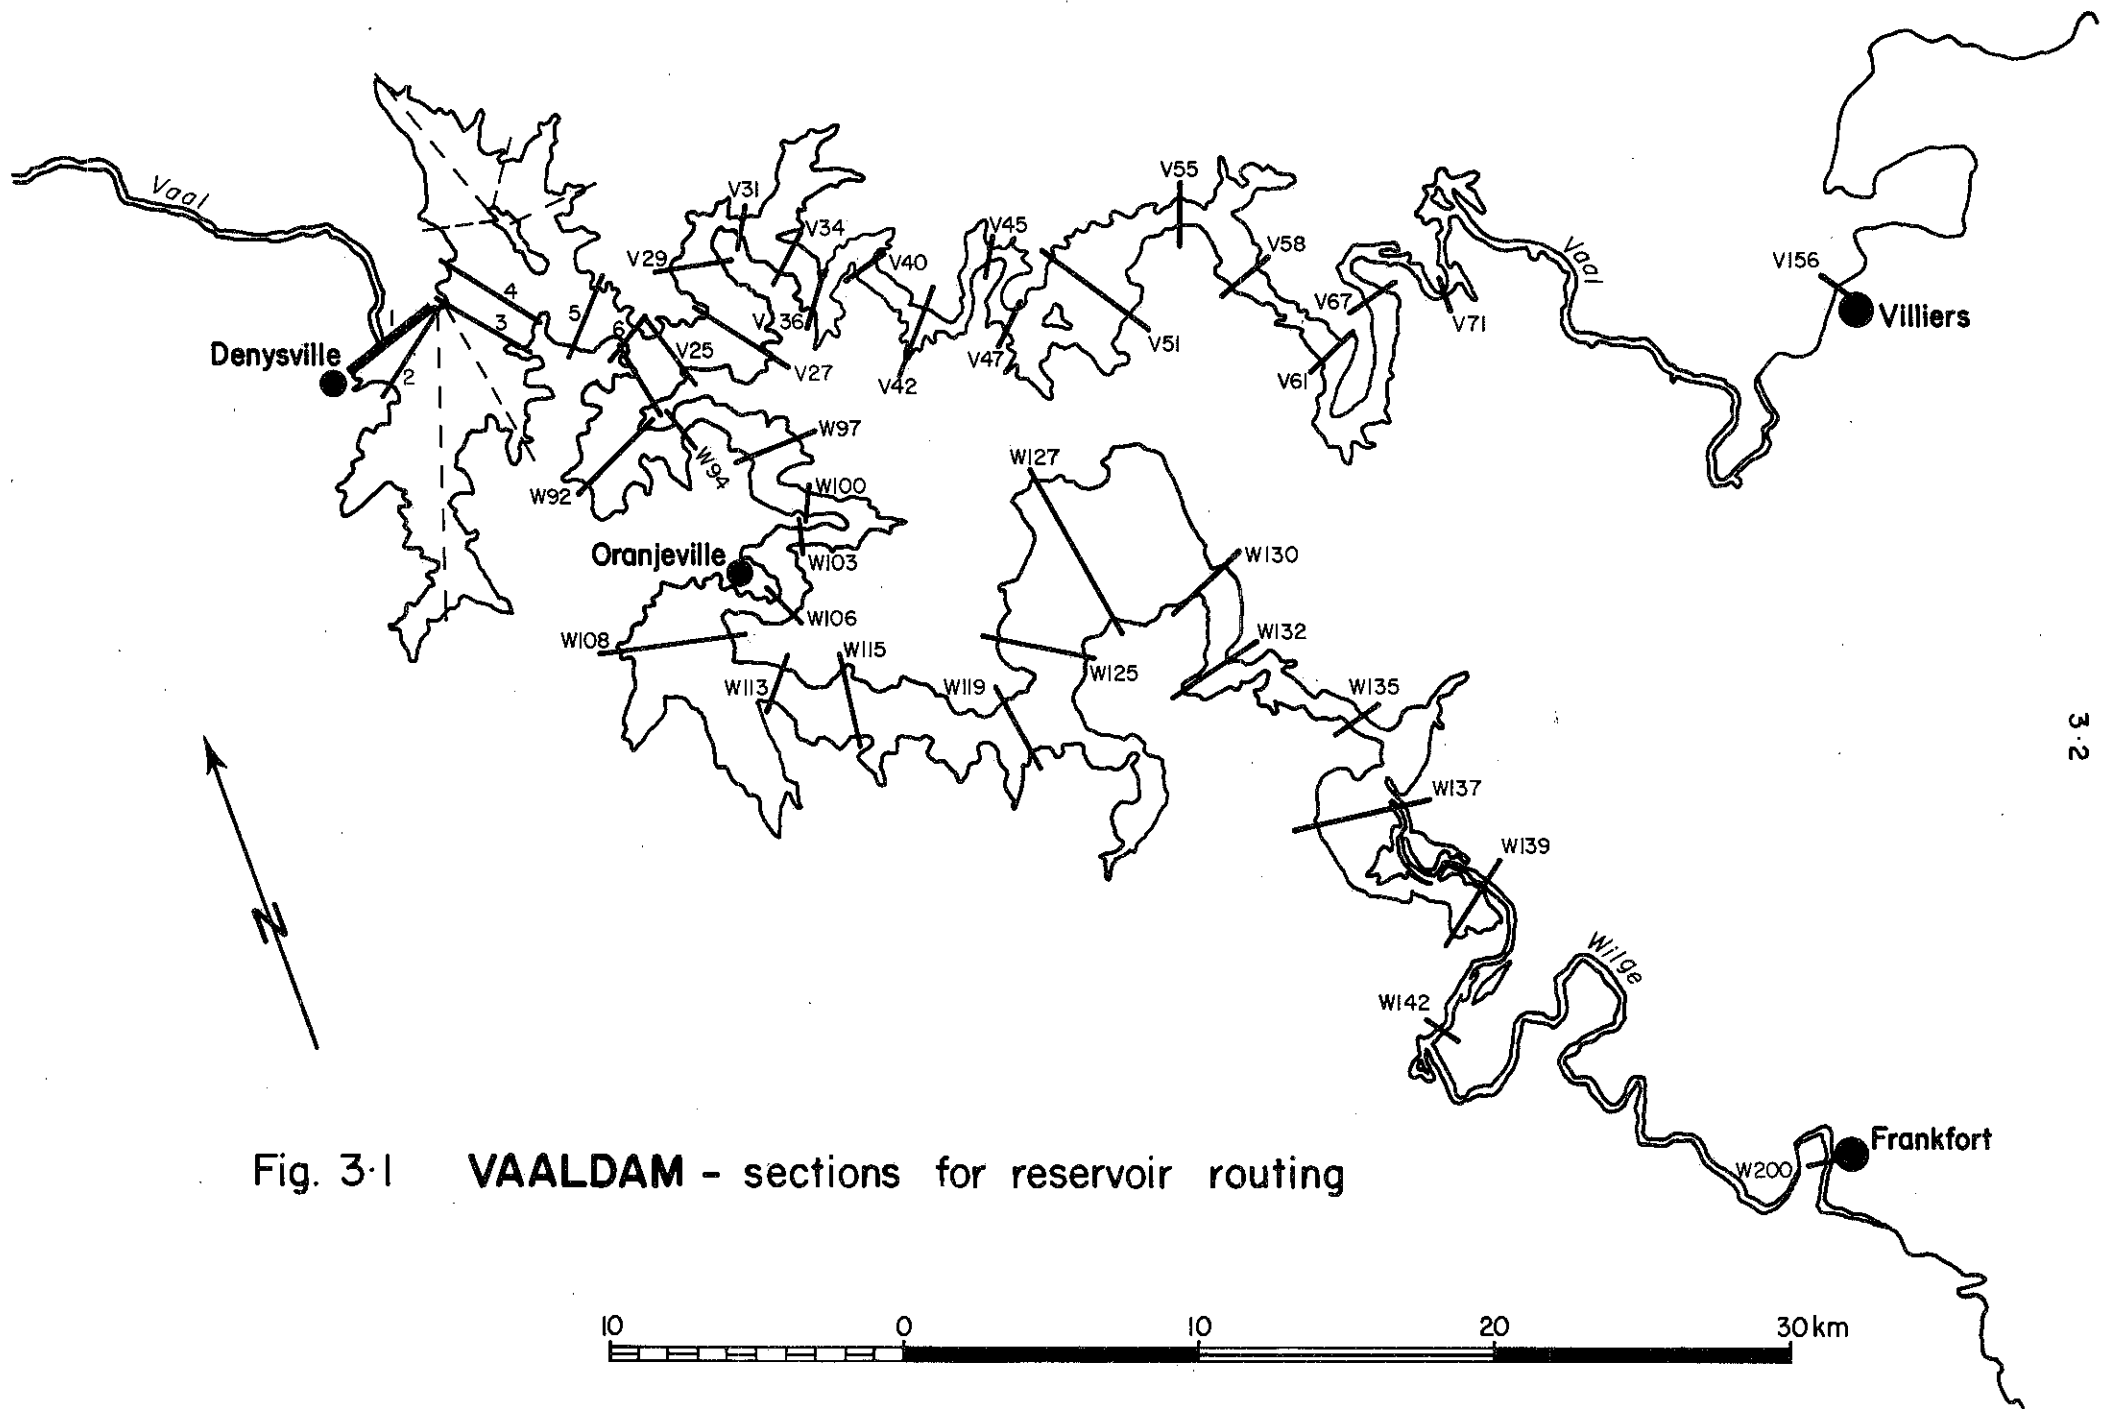 Vaal
Denysville
1
2
3
4
5
6
V25
V27
V29
V31
V34
V36
V40
V42
V45
V47
V51
V55
V58
V61
V67
V71
Vaal
V156
Villiers
W92
W94
W97
W100
Oranjeville
W103
W106
W108
W113
W115
W119
W125
W127
W130
W132
W135
W137
W139
W142
Wilge
W200
Frankfort
N
3·2
Fig. 3·1 VAALDAM – sections for reservoir routing
10 0 10 20 30 km